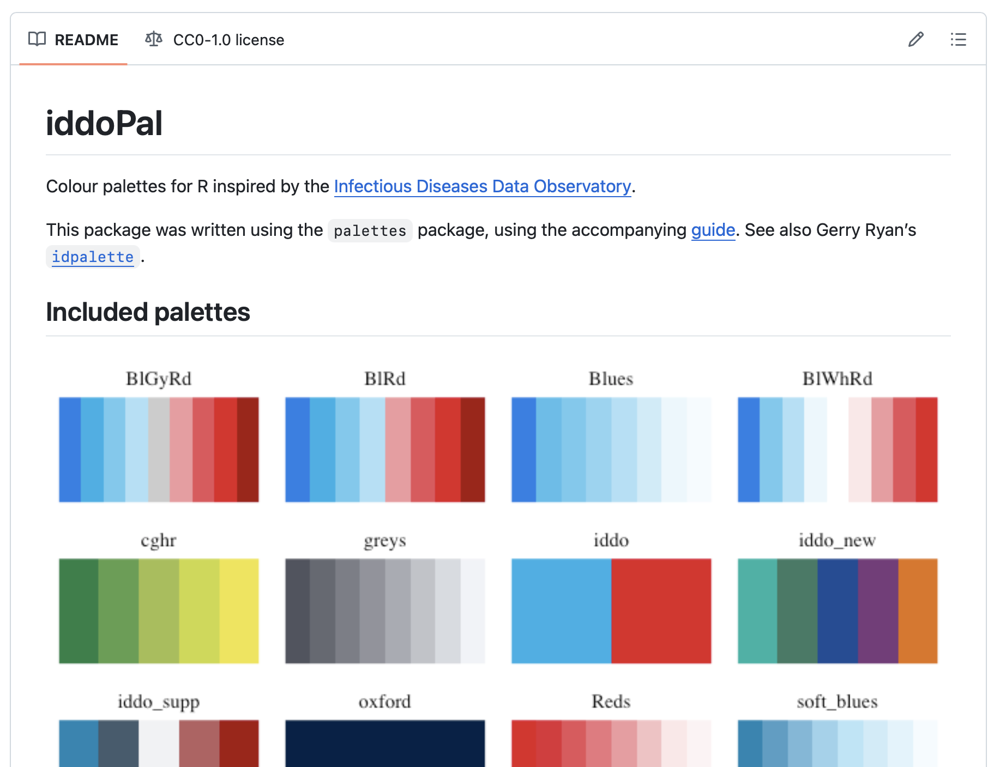 README
CC0-1.0 license
iddoPal
Colour palettes for R inspired by the Infectious Diseases Data Observatory.
This package was written using the palettes package, using the accompanying guide. See also Gerry Ryan’s
idpalette.
Included palettes
BlGyRd
BlRd
Blues
BlWhRd
cghr
greys
iddo
iddo_new
iddo_supp
oxford
Reds
soft_blues